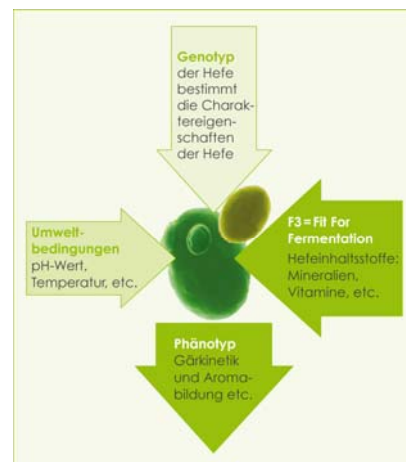 Genotyp
der Hefe
bestimmt
die Charak-
tereigen-
schaften
der Hefe
Umwelt-
bedingungen
pH-Wert,
Temperatur, etc.
F3 = Fit For
Fermentation
Hefeinhaltsstoffe:
Mineralien,
Vitamine, etc.
Phänotyp
Gärkinetik
und Aroma-
bildung etc.